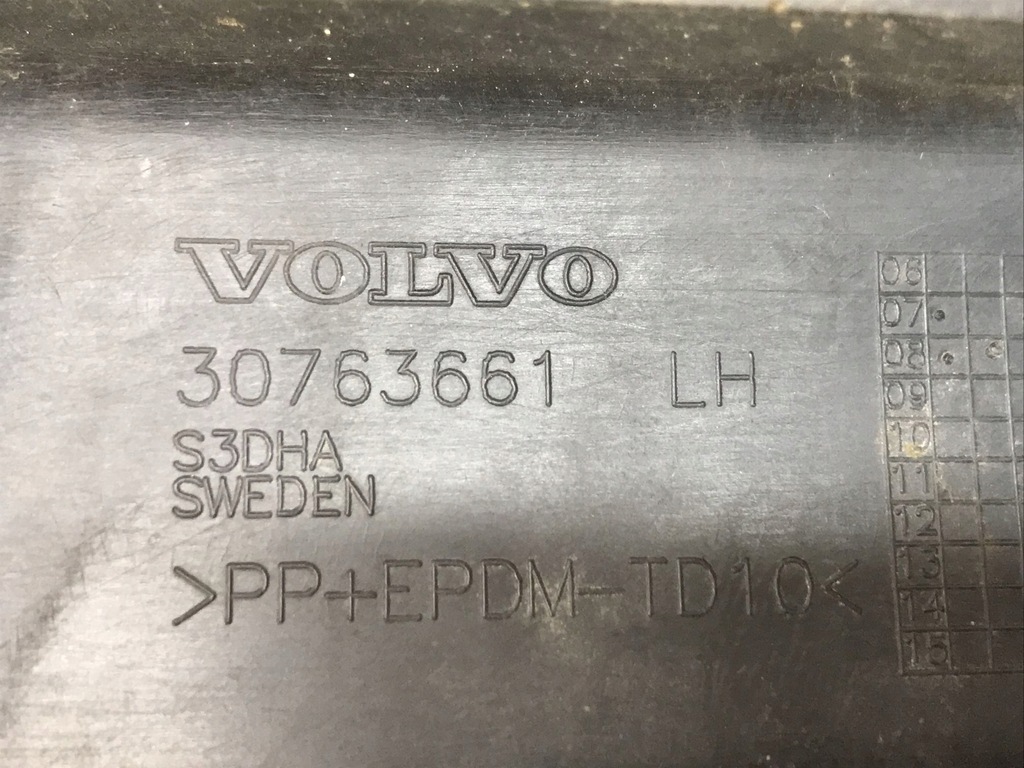 VOLVO
30763661 LH
S3DHA
SWEDEN
>PP+EPDM-TD10<
06
07
08
09
10
11
12
13
14
15